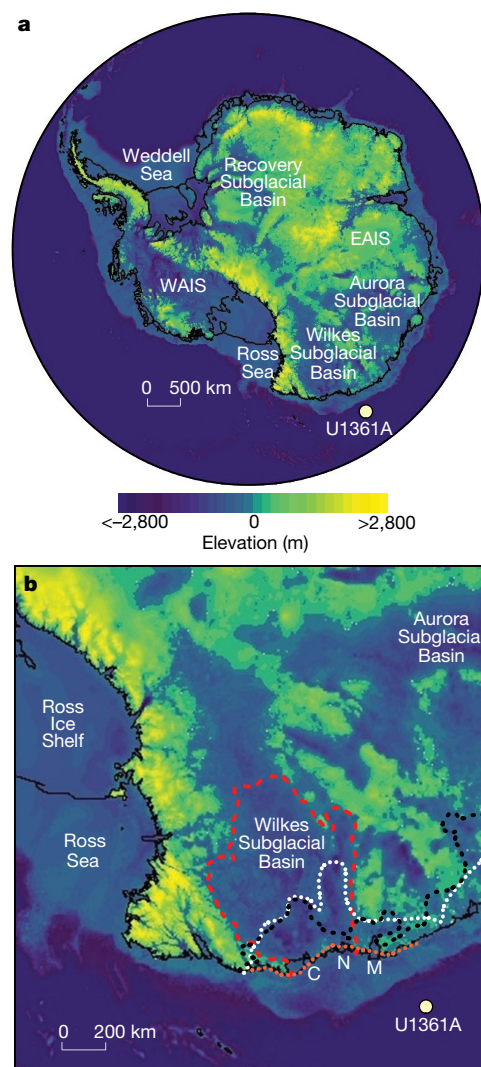 a
Weddell
Sea
Recovery
Subglacial
Basin
EAIS
WAIS
Aurora
Subglacial
Basin
Wilkes
Subglacial
Basin
Ross
Sea
0 500 km
U1361A
<–2,800 0 >2,800
Elevation (m)
b
Aurora
Subglacial
Basin
Ross
Ice
Shelf
Wilkes
Subglacial
Basin
Ross
Sea
C N M
U1361A
0 200 km